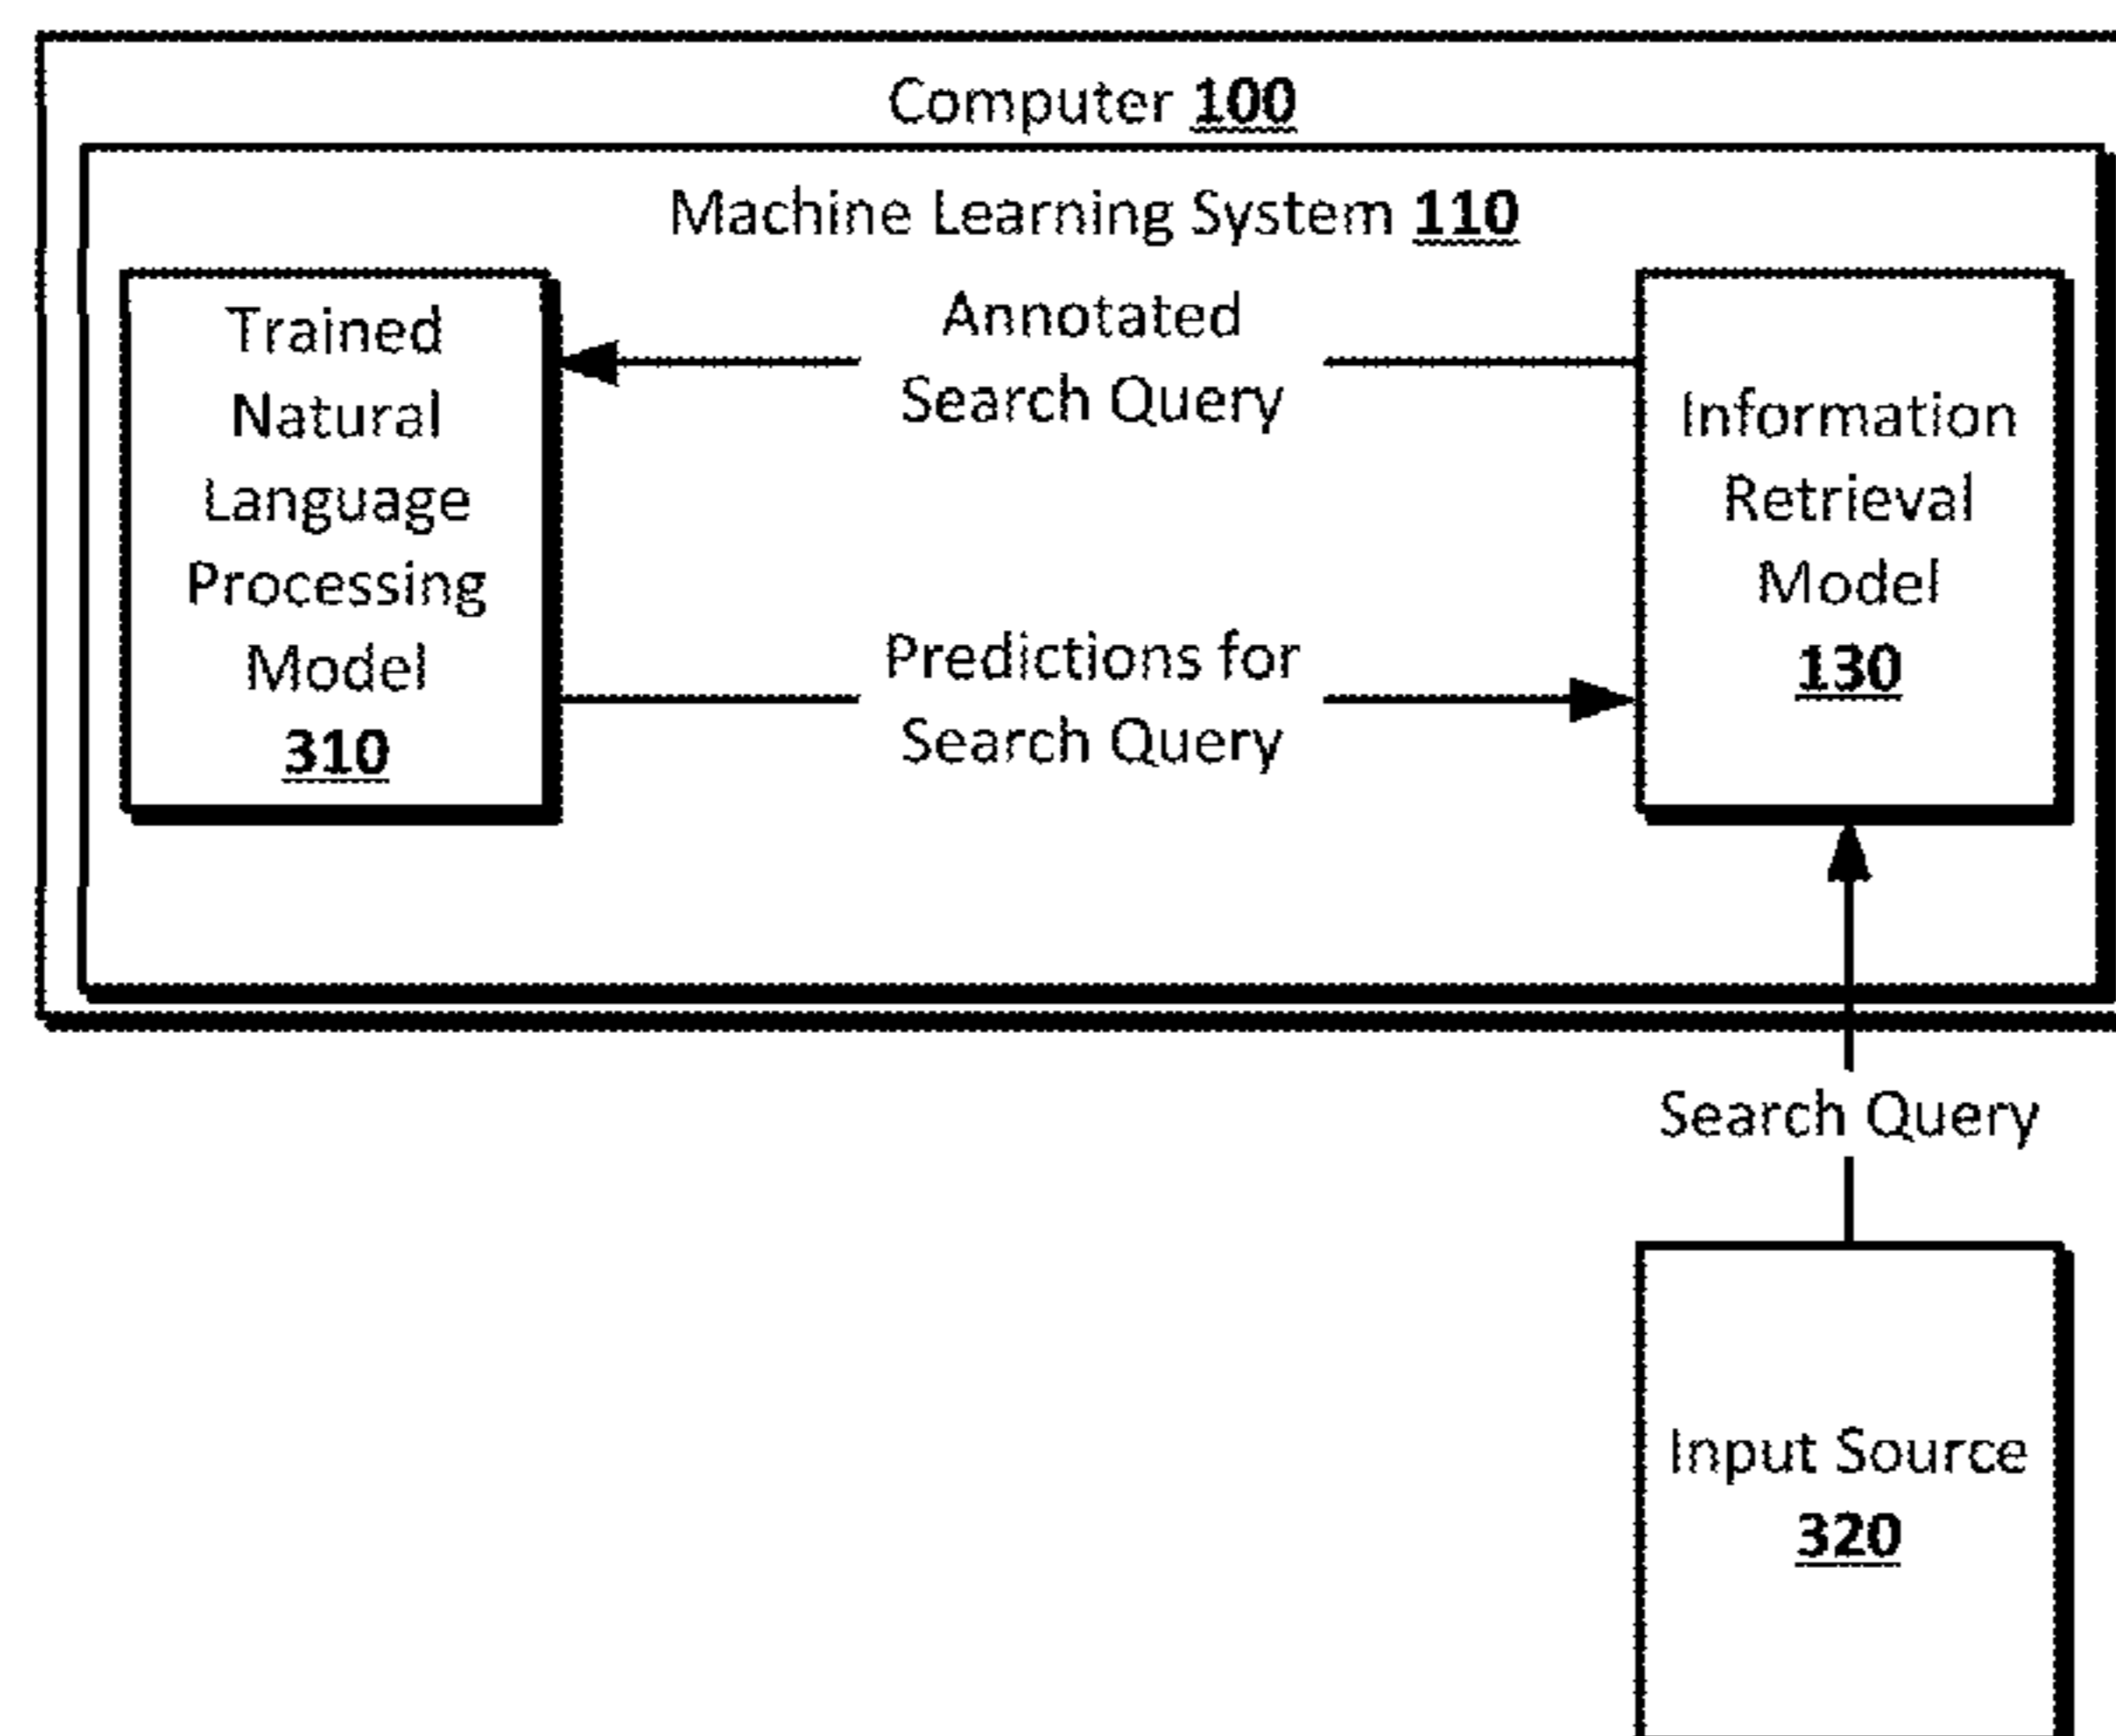 Computer 100
Machine Learning System 110
Trained
Natural
Language
Processing
Model
310
Annotated
Search Query
Predictions for
Search Query
Information
Retrieval
Model
130
Search Query
Input Source
320